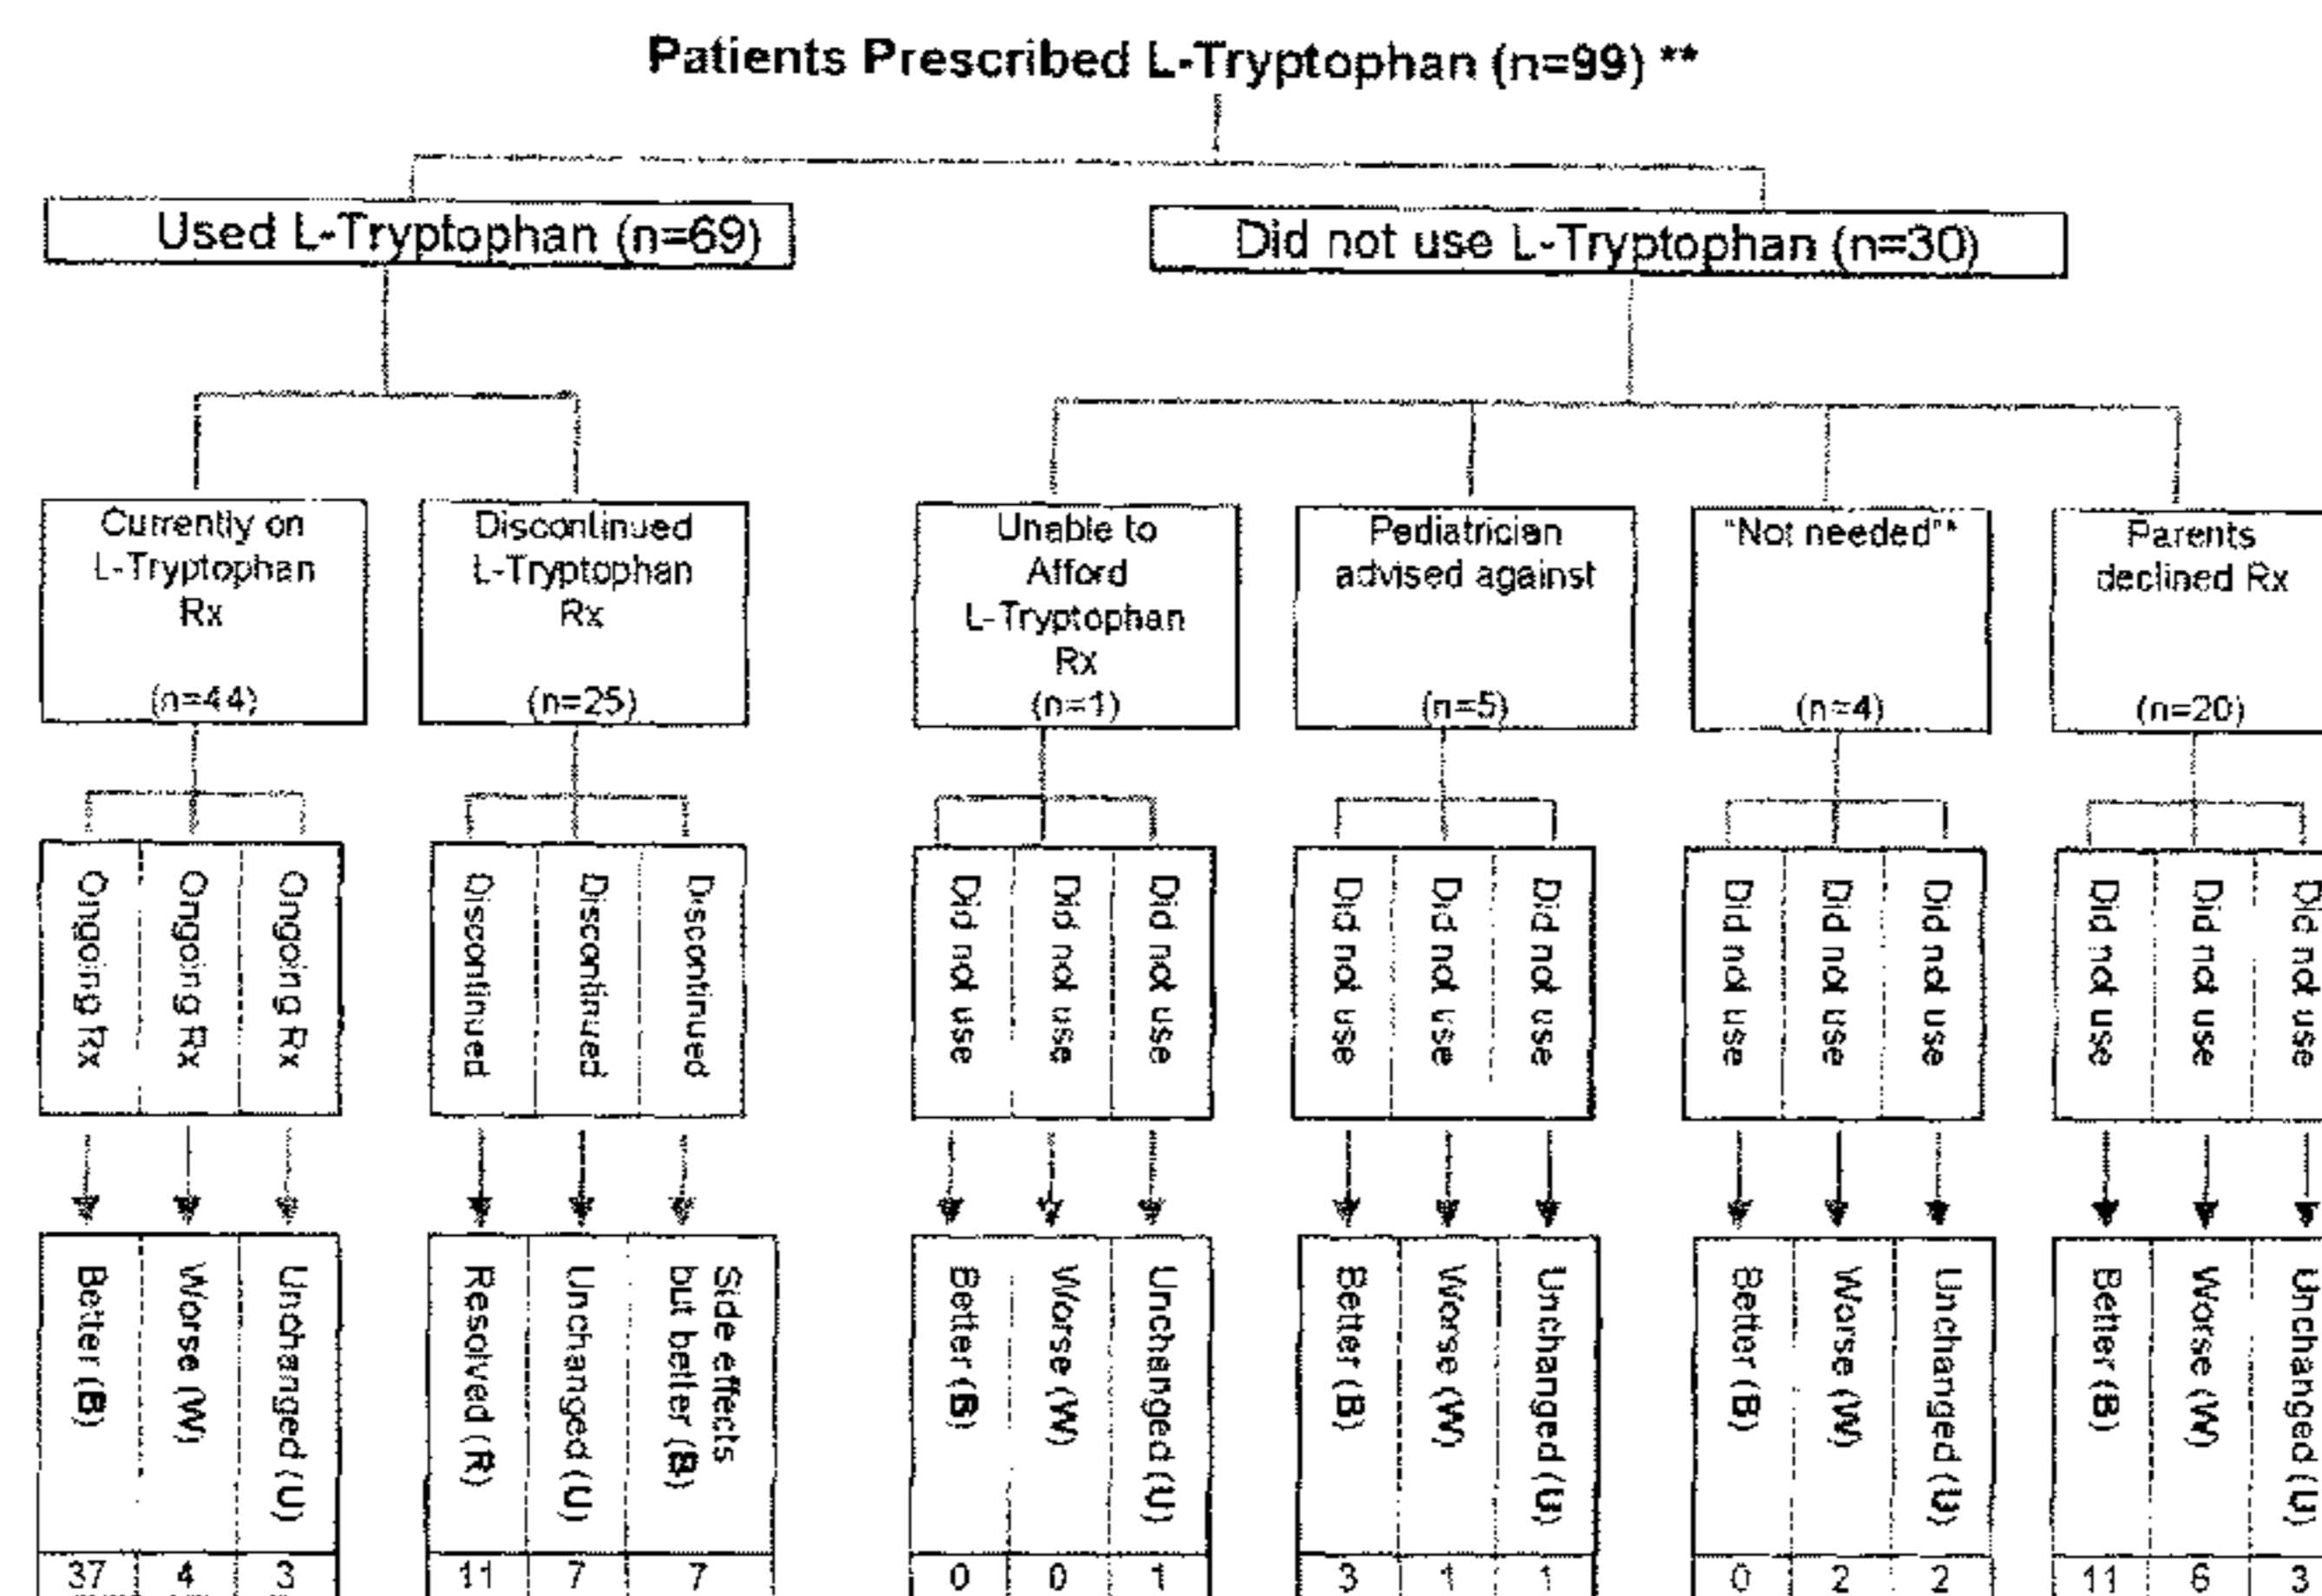 Patients Prescribed L-Tryptophan (n=99) **
Used L-Tryptophan (n=69)
Did not use L-Tryptophan (n=30)
Currently on
L-Tryptophan
Rx
(n=44)
Discontinued
L-Tryptophan
Rx
(n=25)
Unable to
Afford
L-Tryptophan
Rx
(n=1)
Pediatrician
advised against
(n=5)
"Not needed"*
(n=4)
Parents
declined Rx
(n=20)
Ongoing Rx
Ongoing Rx
Ongoing Rx
Discontinued
Discontinued
Discontinued
Did not use
Did not use
Did not use
Did not use
Did not use
Did not use
Did not use
Did not use
Did not use
Did not use
Did not use
Did not use
Better (B)
Worse (W)
Unchanged (U)
Resolved (R)
Unchanged (U)
Side effects
but better (B)
Better (B)
Worse (W)
Unchanged (U)
Better (B)
Worse (W)
Unchanged (U)
Better (B)
Worse (W)
Unchanged (U)
Better (B)
Worse (W)
Unchanged (U)
37 4 3 11 7 7 0 0 1 3 1 1 0 2 2 11 6 3